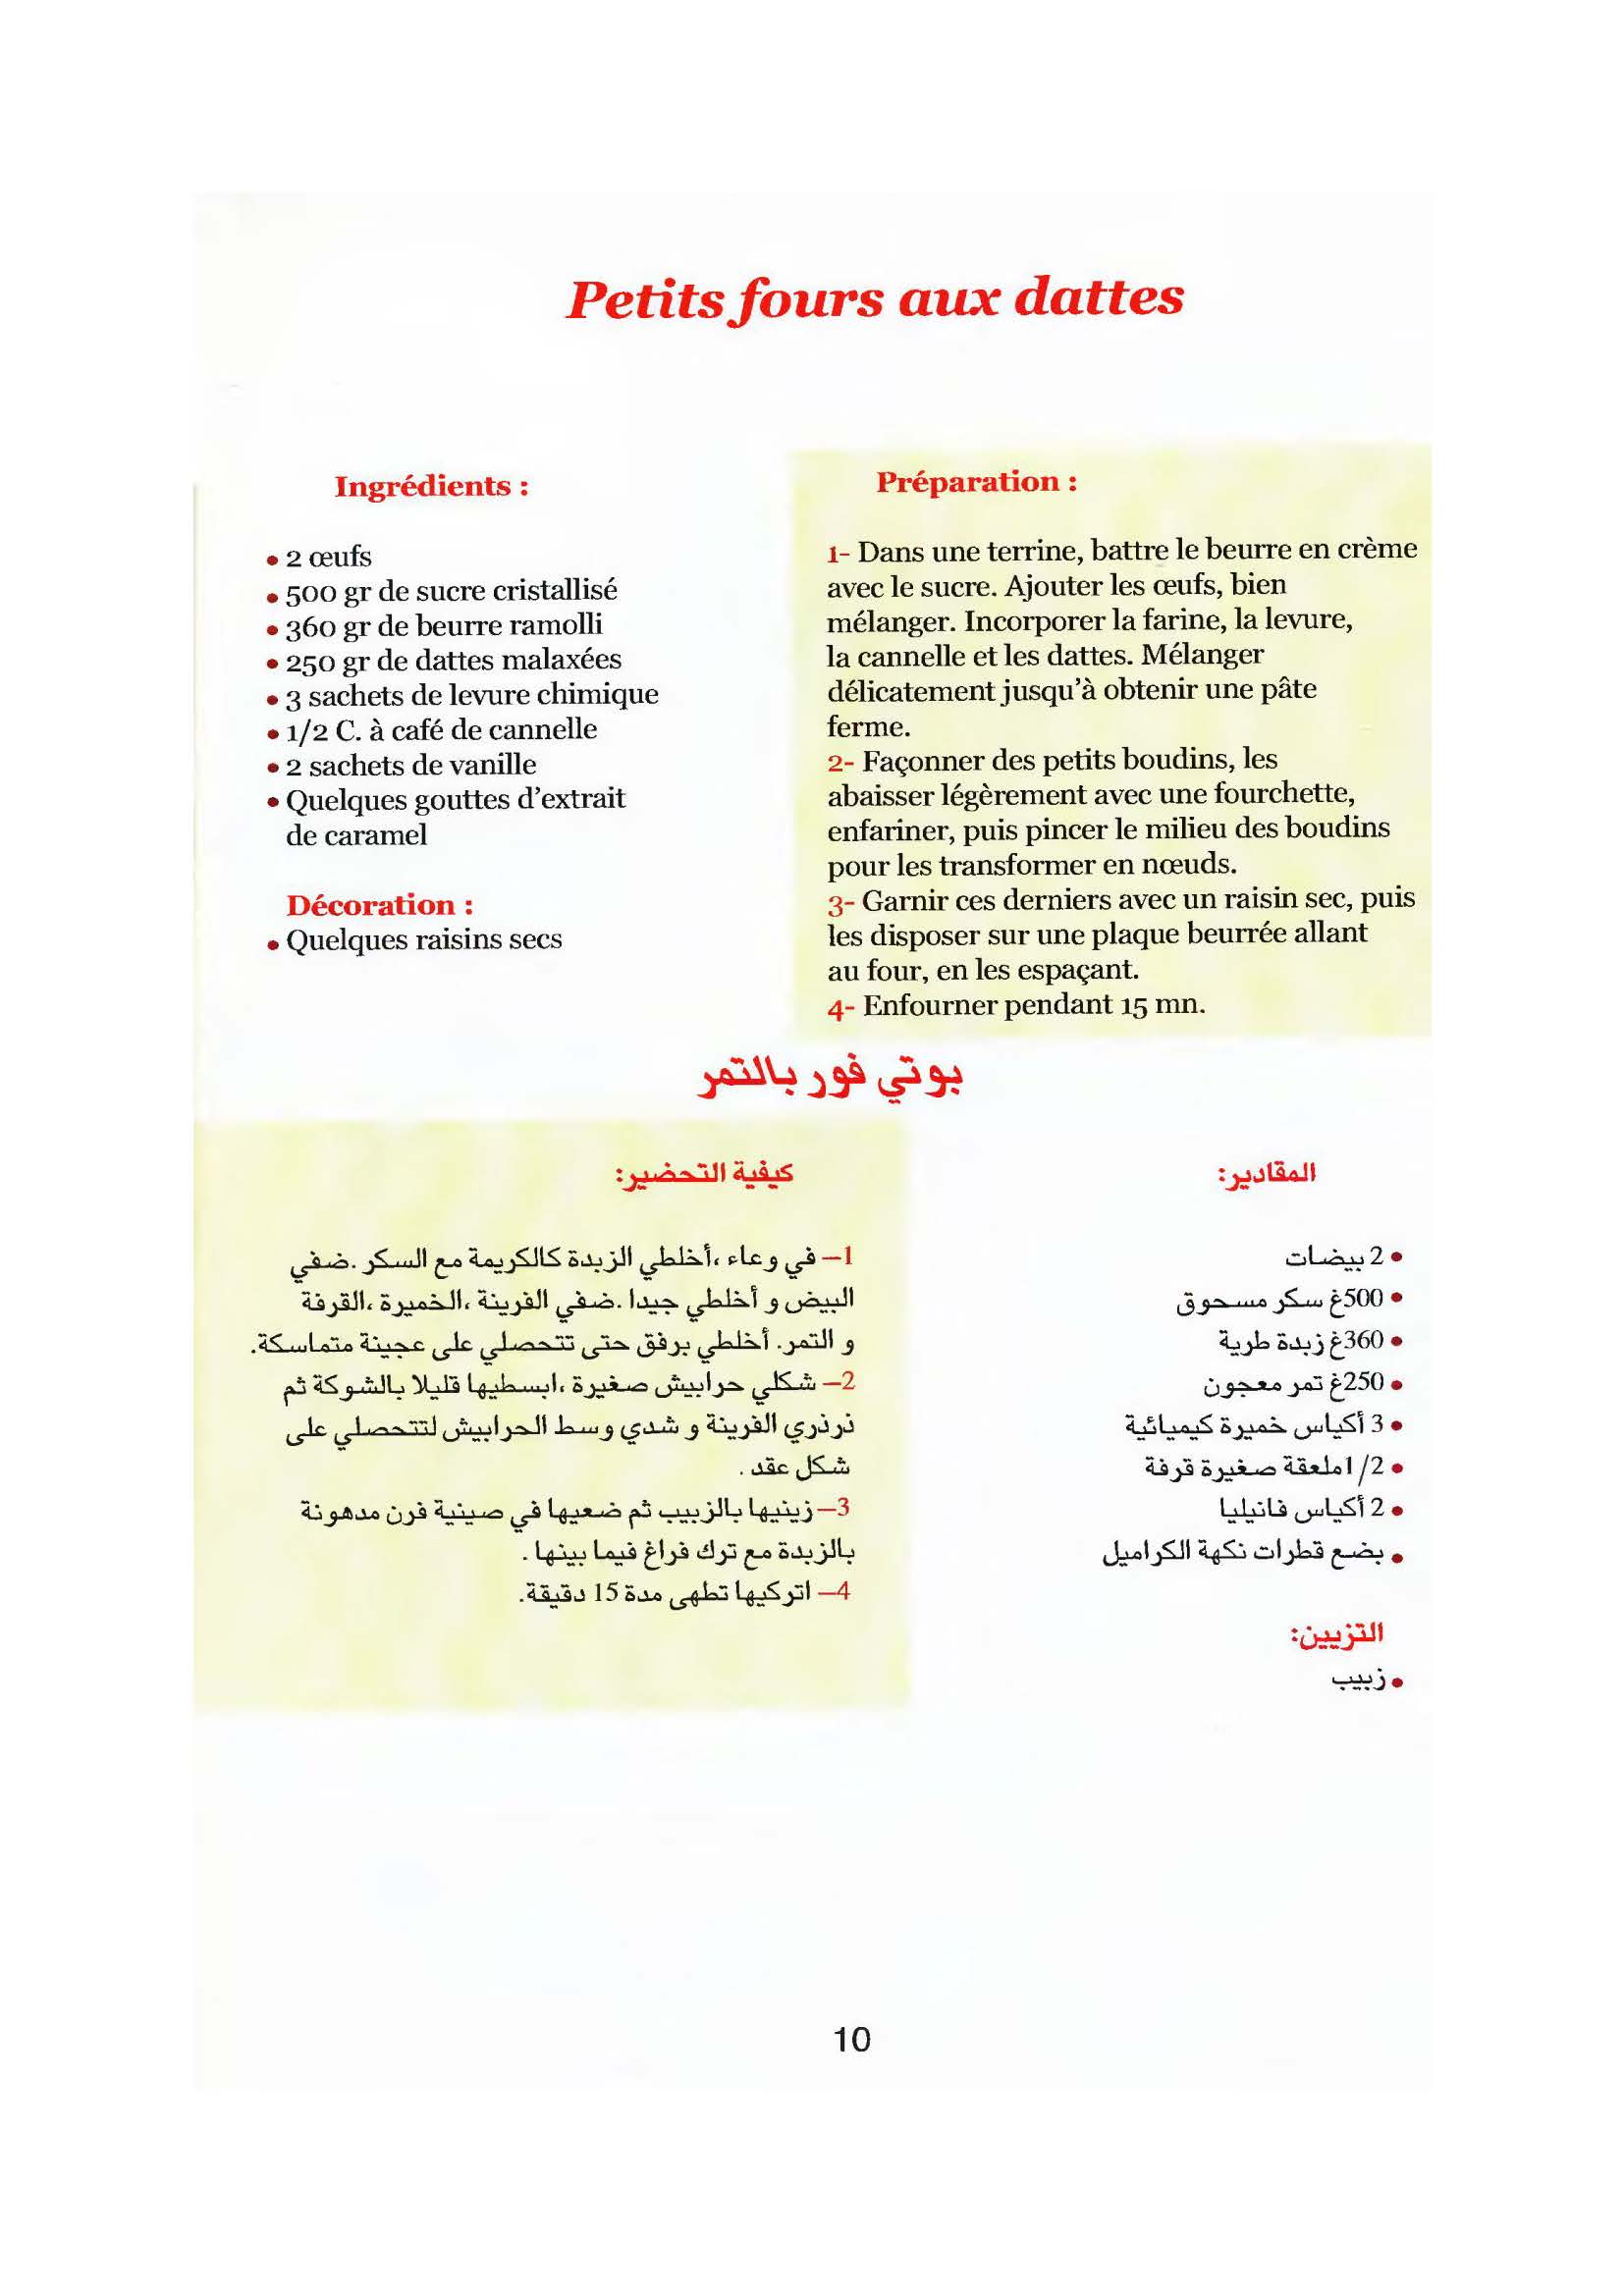 Petits fours aux dattes
Ingrédients :
• 2 œufs
• 500 gr de sucre cristallisé
• 360 gr de beurre ramolli
• 250 gr de dattes malaxées
• 3 sachets de levure chimique
• 1/2 C. à café de cannelle
• 2 sachets de vanille
• Quelques gouttes d'extrait
de caramel
Décoration :
• Quelques raisins secs
Préparation :
1- Dans une terrine, battre le beurre en crème
avec le sucre. Ajouter les œufs, bien
mélanger. Incorporer la farine, la levure,
la cannelle et les dattes. Mélanger
délicatement jusqu'à obtenir une pâte
ferme.
2- Façonner des petits boudins, les
abaisser légèrement avec une fourchette,
enfariner, puis pincer le milieu des boudins
pour les transformer en nœuds.
3- Garnir ces derniers avec un raisin sec, puis
les disposer sur une plaque beurrée allant
au four, en les espaçant.
4- Enfourner pendant 15 mn.
بوتي فور بالتمر
المقادير:
• 2 بيضات
• 500غ سكر مسحوق
• 360غ زبدة طرية
• 250غ تمر معجون
• 3 أكياس خميرة كيميائية
• 1/2ملعقة صغيرة قرفة
• 2 أكياس فانيليا
• بضع قطرات نكهة الكراميل
التزيين:
• زبيب
كيفية التحضير:
1– في وعاء ،أخلطي الزبدة كالكريمة مع السكر .ضفي
البيض و أخلطي جيدا .ضفي الفرينة ،الخميرة ،القرفة
و التمر. أخلطي برفق حتى تتحصلي على عجينة متماسكة.
2– شكلي حرابيش صغيرة ،ابسطيها قليلا بالشوكة ثم
ذرذري الفرينة و شدي وسط الحرابيش لتتحصلي على
شكل عقد .
3– زينيها بالزبيب ثم ضعيها في صينية فرن مدهونة
بالزبدة مع ترك فراغ فيما بينها .
4– اتركيها تطهى مدة 15 دقيقة.
10